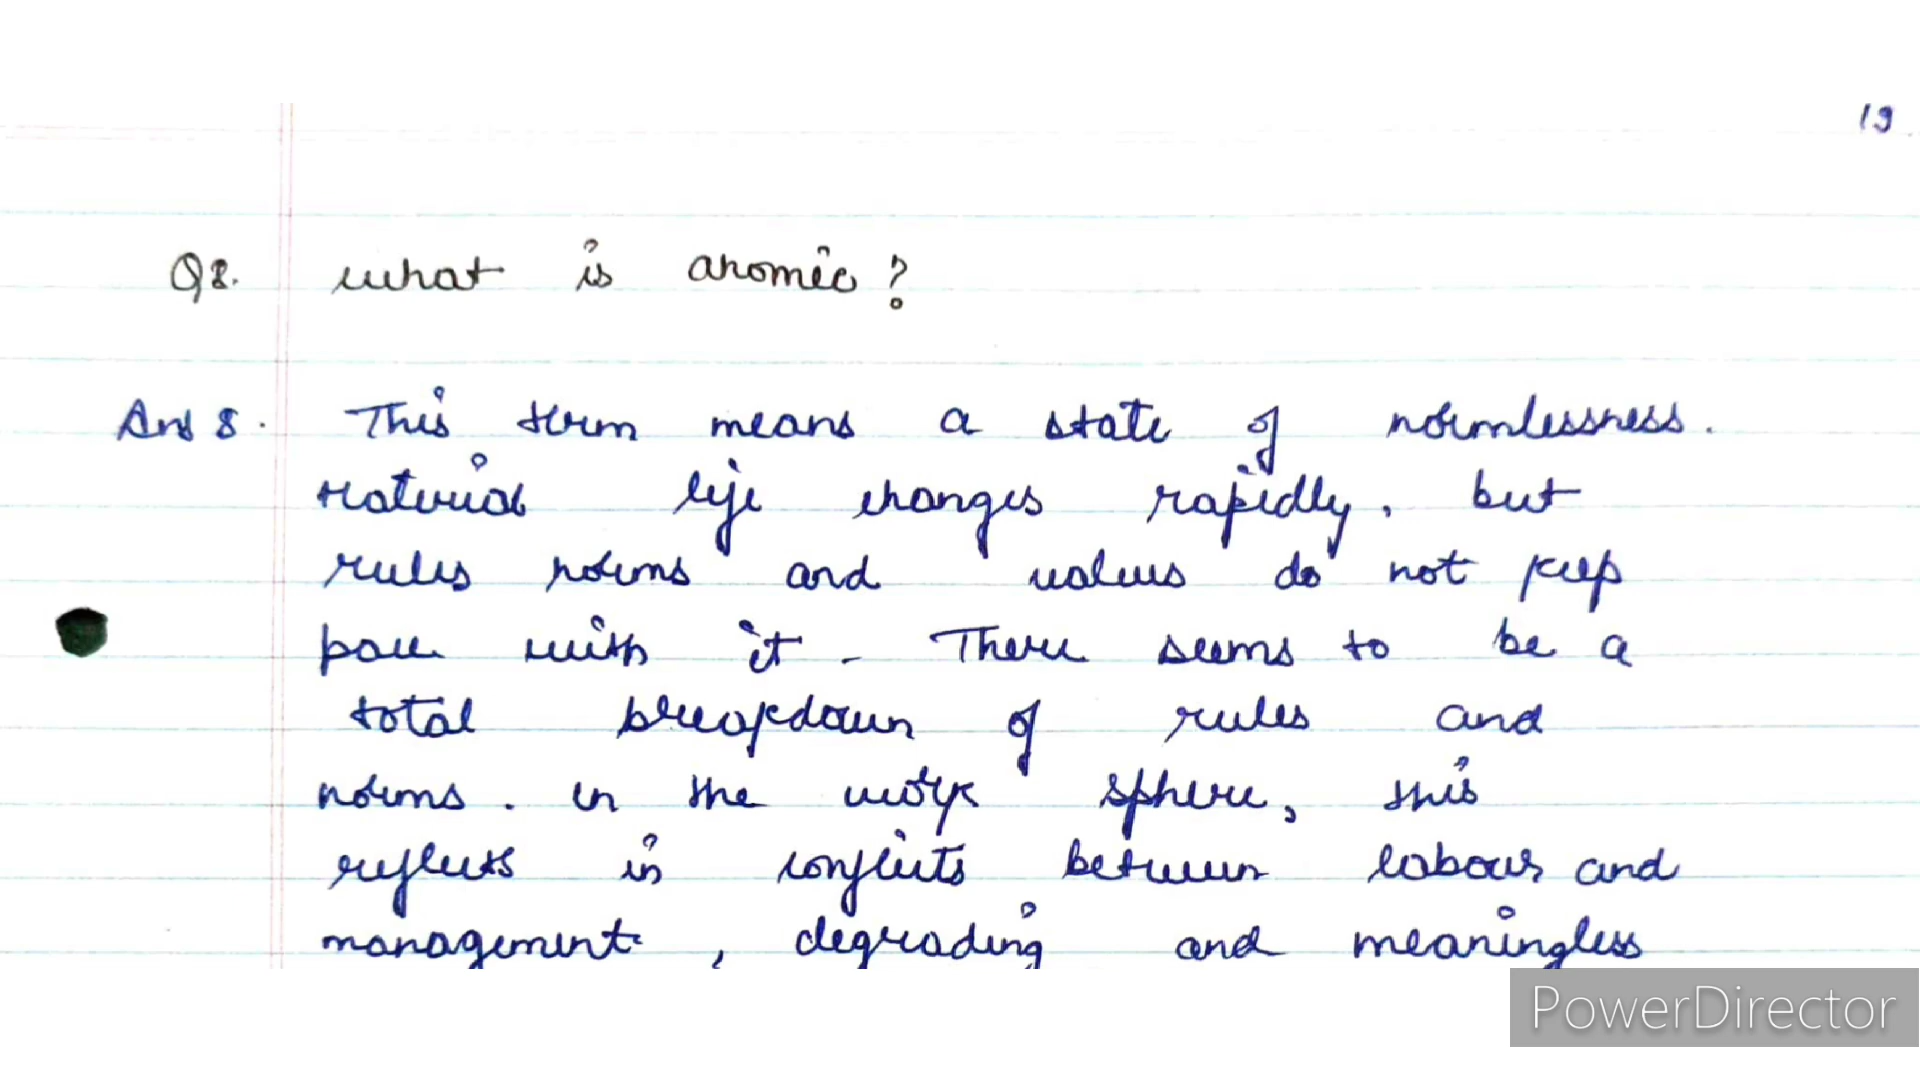 19
Q8. what is anomie?
Ans 8. This term means a state of normlessness.
Material life changes rapidly, but
rules norms and values do not keep
pace with it. There seems to be a
total breakdown of rules and
norms. in the work sphere, this
reflects in conflicts between labour and
management, degrading and meaningless
PowerDirector